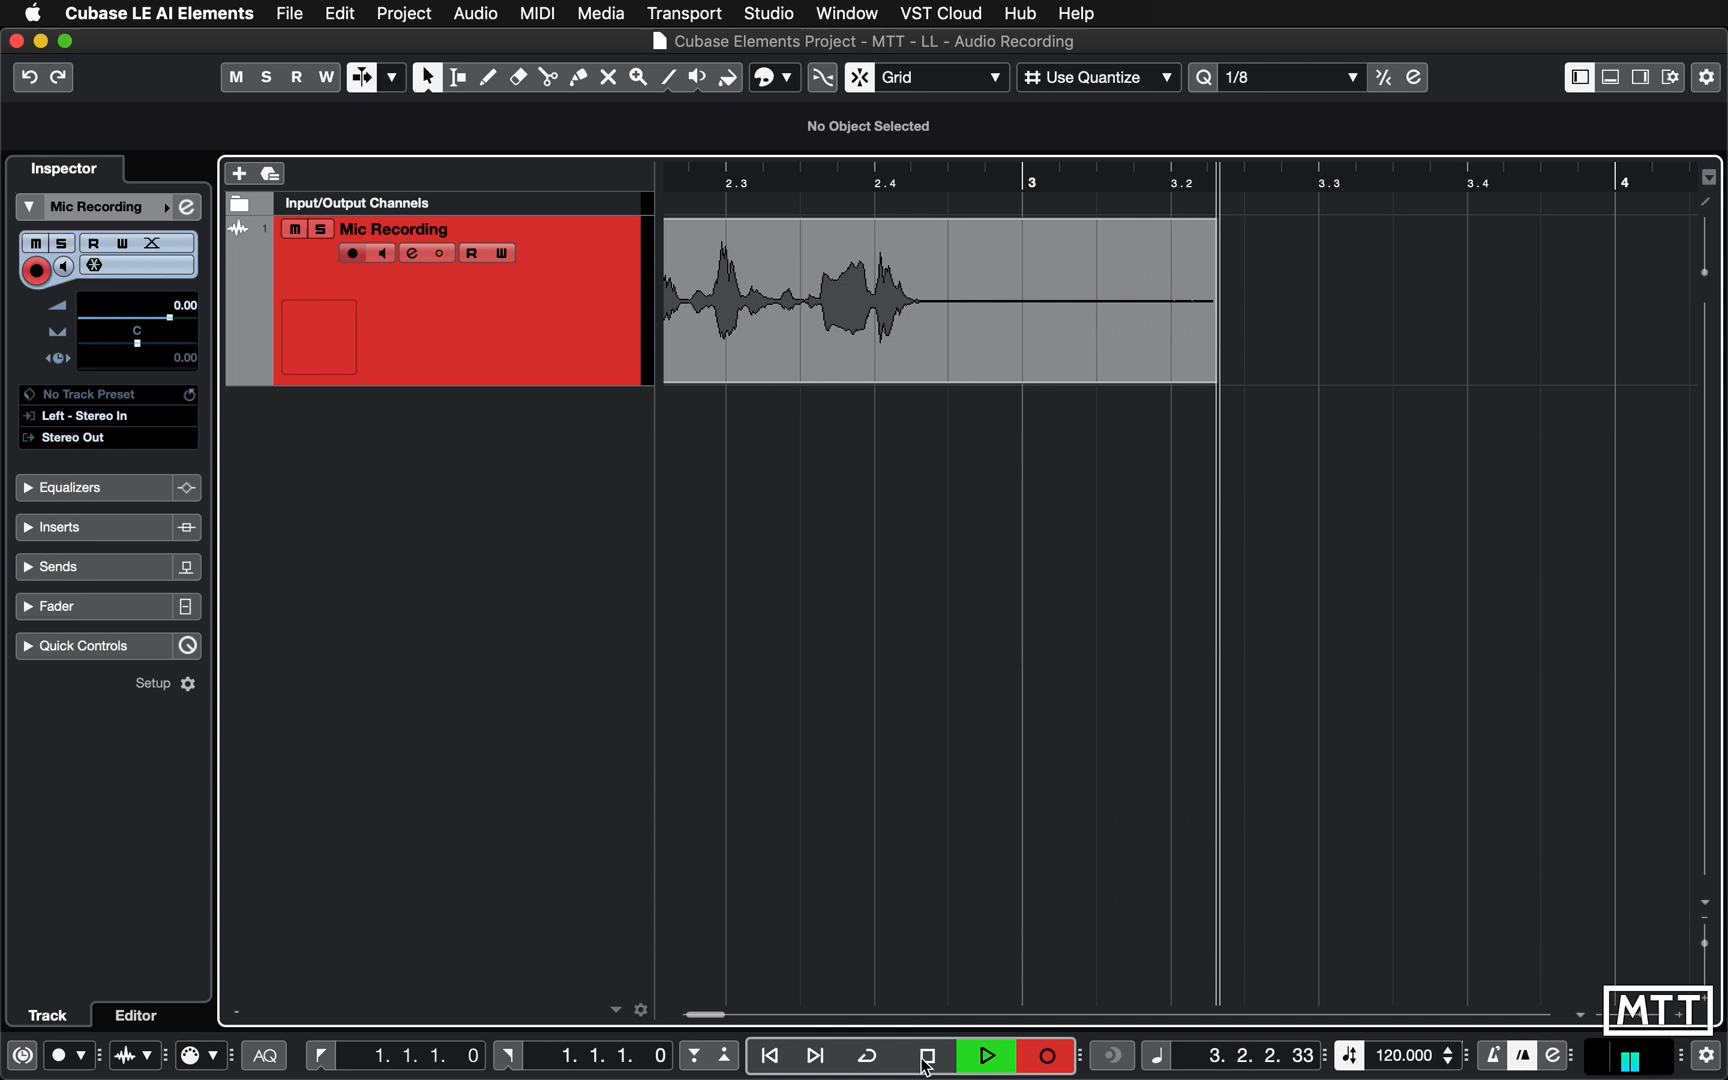 Cubase LE AI Elements File Edit Project Audio MIDI Media Transport Studio Window VST Cloud Hub Help
Cubase Elements Project - MTT - LL - Audio Recording
M S R W Grid Use Quantize Q 1/8 e
No Object Selected
Inspector
2.3 2.4 3 3.2 3.3 3.4 4
Mic Recording e
Input/Output Channels
1 m S Mic Recording
m S R W
e R W
0.00
C
0.00
No Track Preset
Left - Stereo In
Stereo Out
Equalizers
Inserts
Sends
Fader
Quick Controls
Setup
MTT
Track Editor
AQ 1. 1. 1. 0 1. 1. 1. 0 3. 2. 2. 33 120.000 e